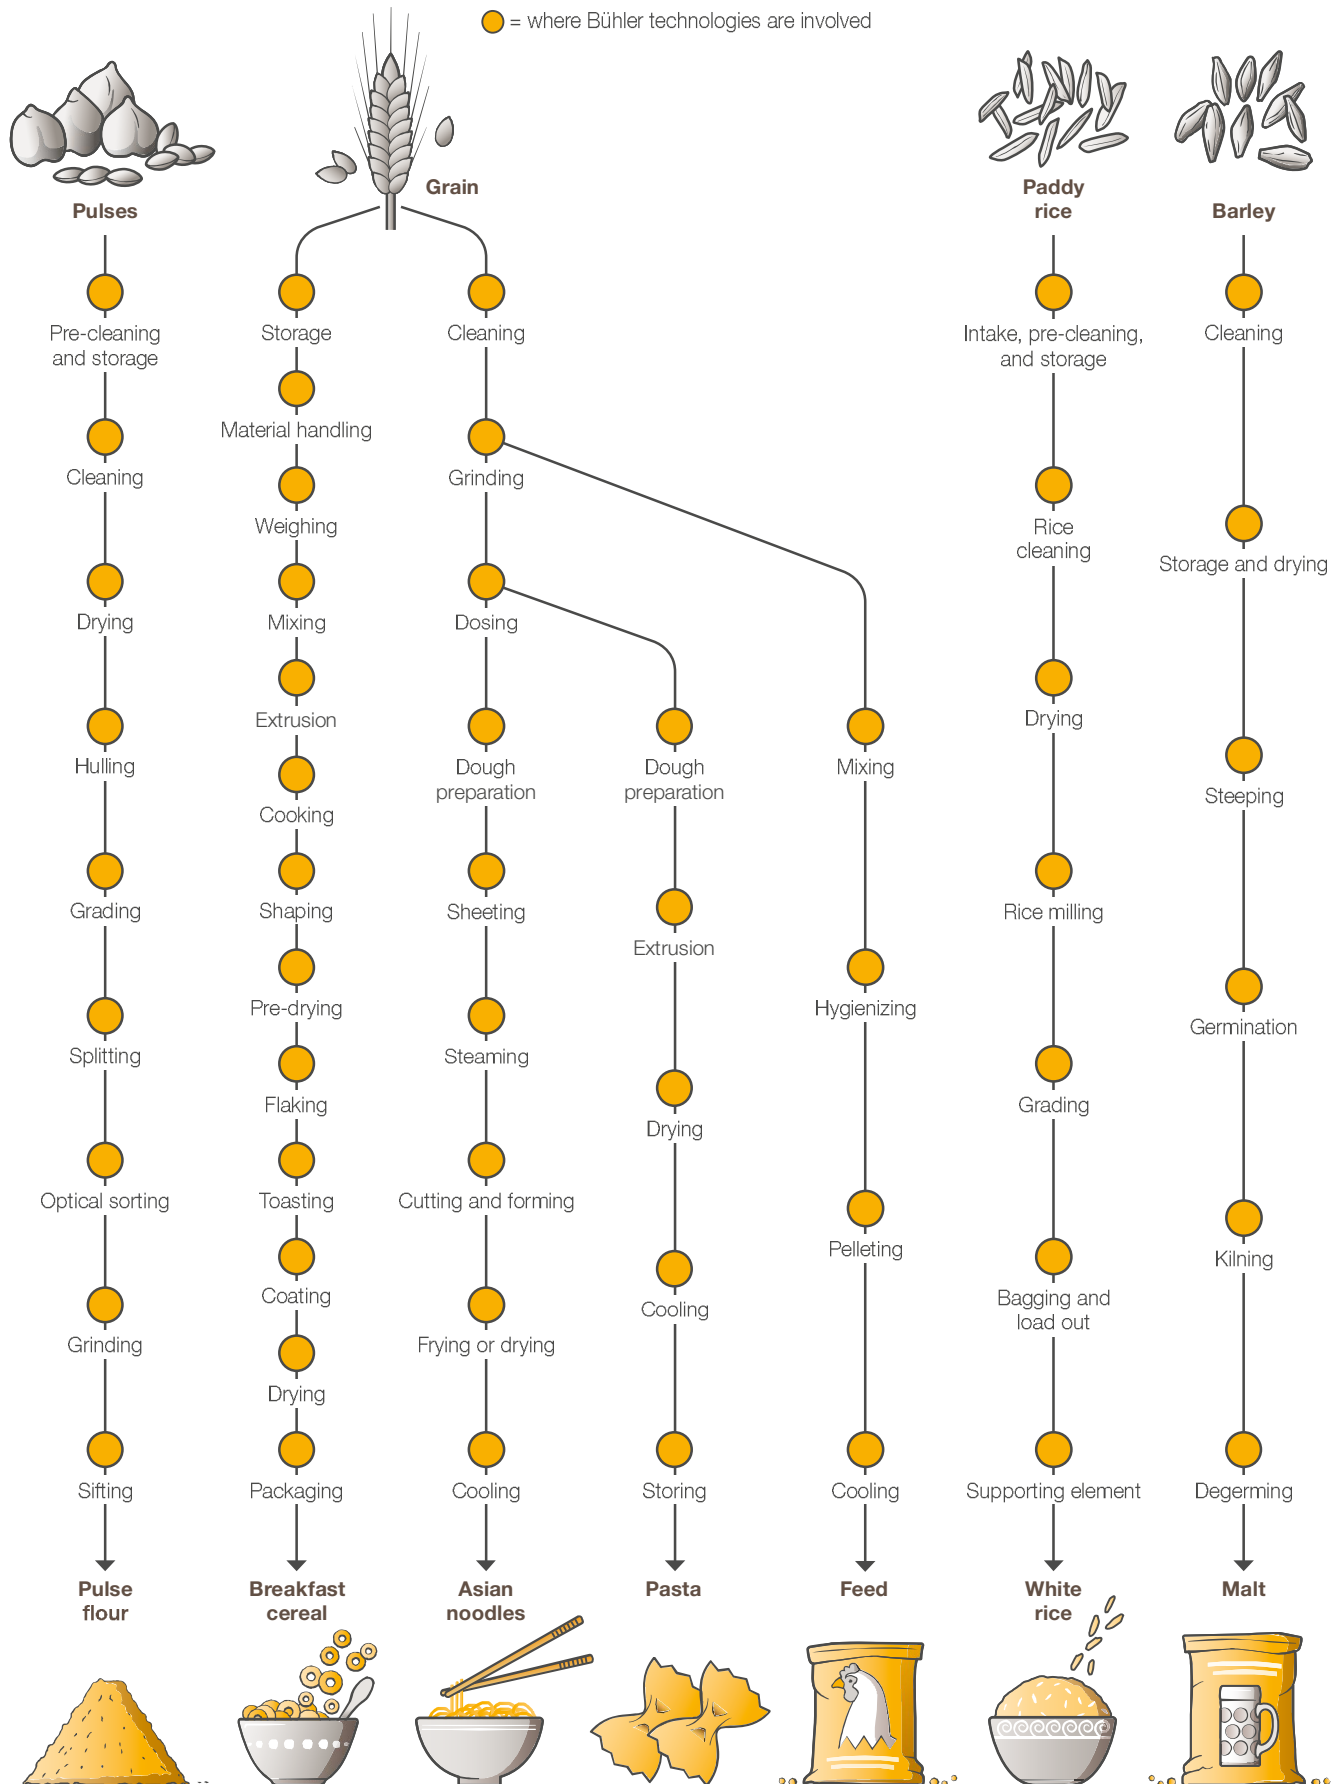 = where Bühler technologies are involved
Pulses
Pre-cleaning
and storage
Cleaning
Drying
Hulling
Grading
Splitting
Optical sorting
Grinding
Sifting
Pulse
flour
Grain
Storage
Material handling
Weighing
Mixing
Extrusion
Cooking
Shaping
Pre-drying
Flaking
Toasting
Coating
Drying
Packaging
Breakfast
cereal
Cleaning
Grinding
Dosing
Dough
preparation
Sheeting
Steaming
Cutting and forming
Frying or drying
Cooling
Asian
noodles
Dough
preparation
Extrusion
Drying
Cooling
Storing
Pasta
Mixing
Hygienizing
Pelleting
Cooling
Feed
Paddy
rice
Intake, pre-cleaning,
and storage
Rice
cleaning
Drying
Rice milling
Grading
Bagging and
load out
Supporting element
White
rice
Barley
Cleaning
Storage and drying
Steeping
Germination
Kilning
Degerming
Malt